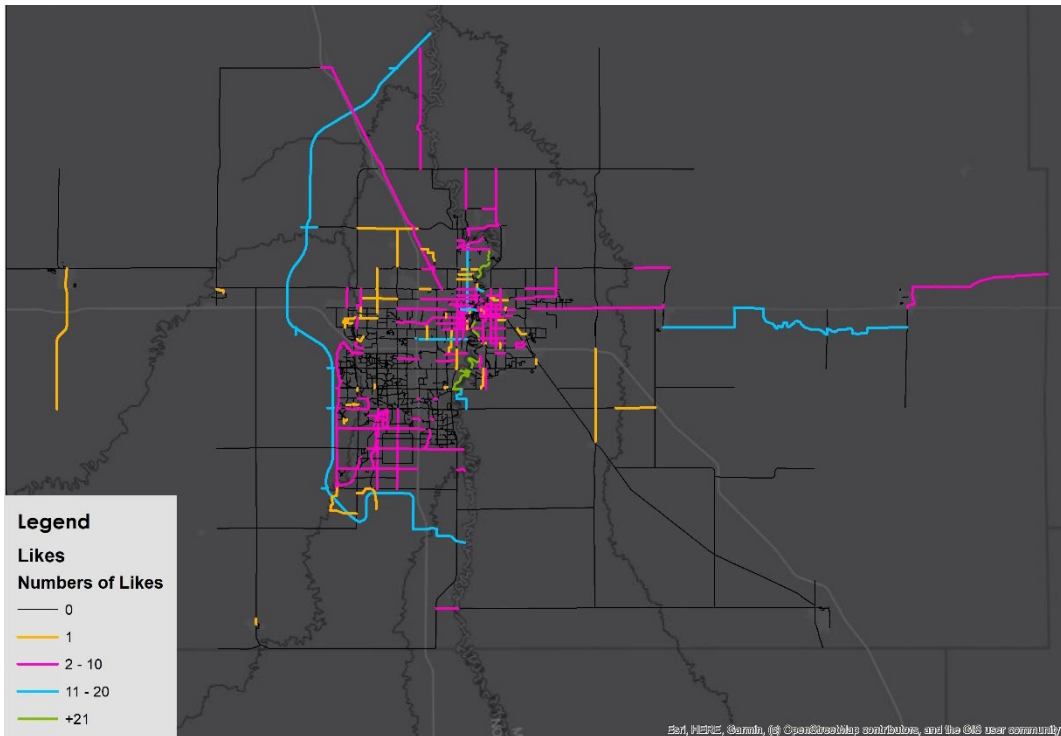 Legend
Likes
Numbers of Likes
0
1
2 - 10
11 - 20
+21
Esri, HERE, Garmin, (c) OpenStreetMap contributors, and the GIS user community